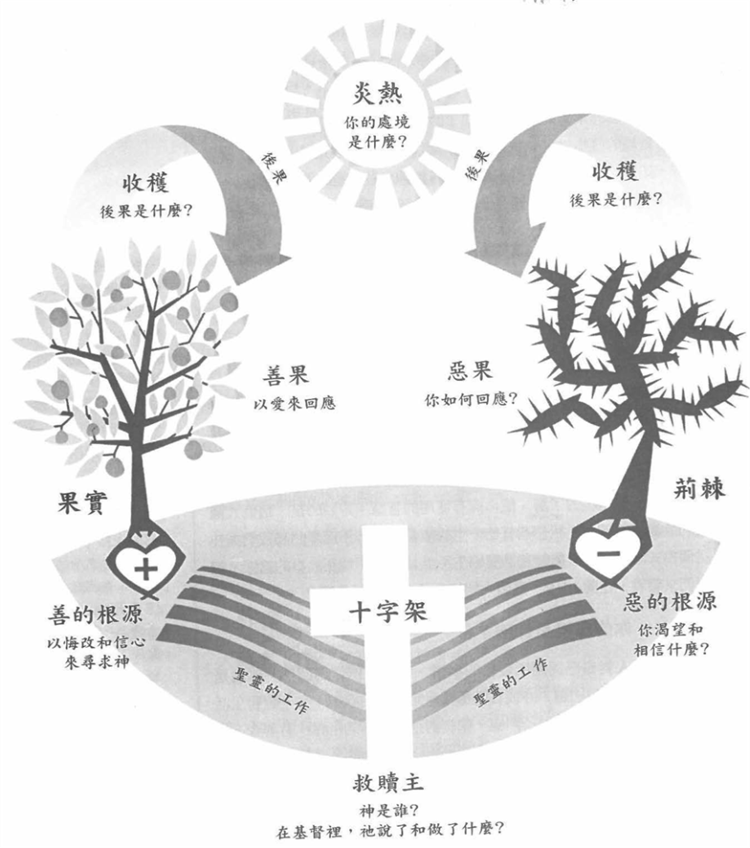 炎熱
你的處境
是什麼?
後果
後果
收穫
後果是什麼?
收穫
後果是什麼?
善果
以愛來回應
惡果
你如何回應?
果實
荊棘
十字架
善的根源
以悔改和信心
來尋求神
惡的根源
你渴望和
相信什麼?
聖靈的工作
聖靈的工作
救贖主
神是誰?
在基督裡,祂說了和做了什麼?